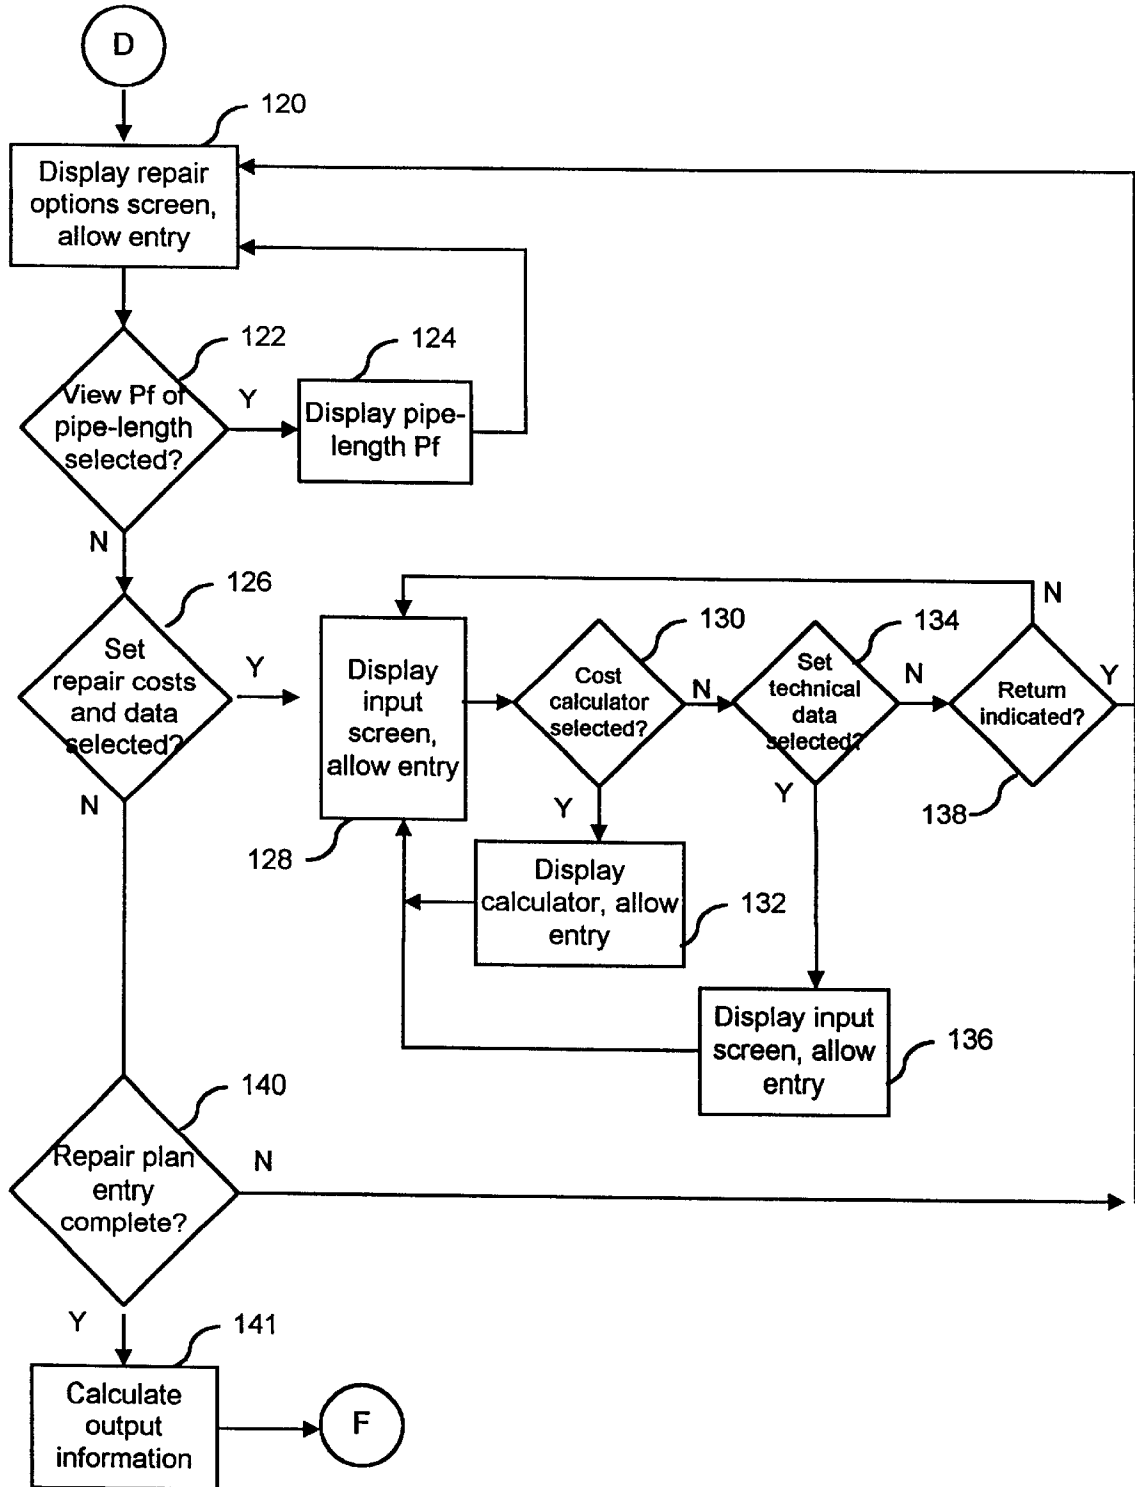 D
120
Display repair
options screen,
allow entry
122
View Pf of
pipe-length
selected?
Y
124
Display pipe-
length Pf
N
126
Set
repair costs
and data
selected?
Y
N
Display
input
screen,
allow entry
128
130
Cost
calculator
selected?
N
Y
134
Set
technical
data
selected?
N
Y
N
Return
indicated?
Y
138
Display
calculator, allow
entry
132
Display input
screen, allow
entry
136
140
Repair plan
entry
complete?
N
Y
141
Calculate
output
information
F